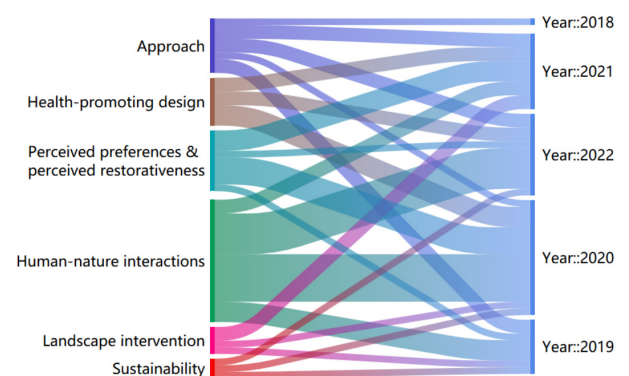 Approach
Health-promoting design
Perceived preferences &
perceived restorativeness
Human-nature interactions
Landscape intervention
Sustainability
Year::2018
Year::2021
Year::2022
Year::2020
Year::2019